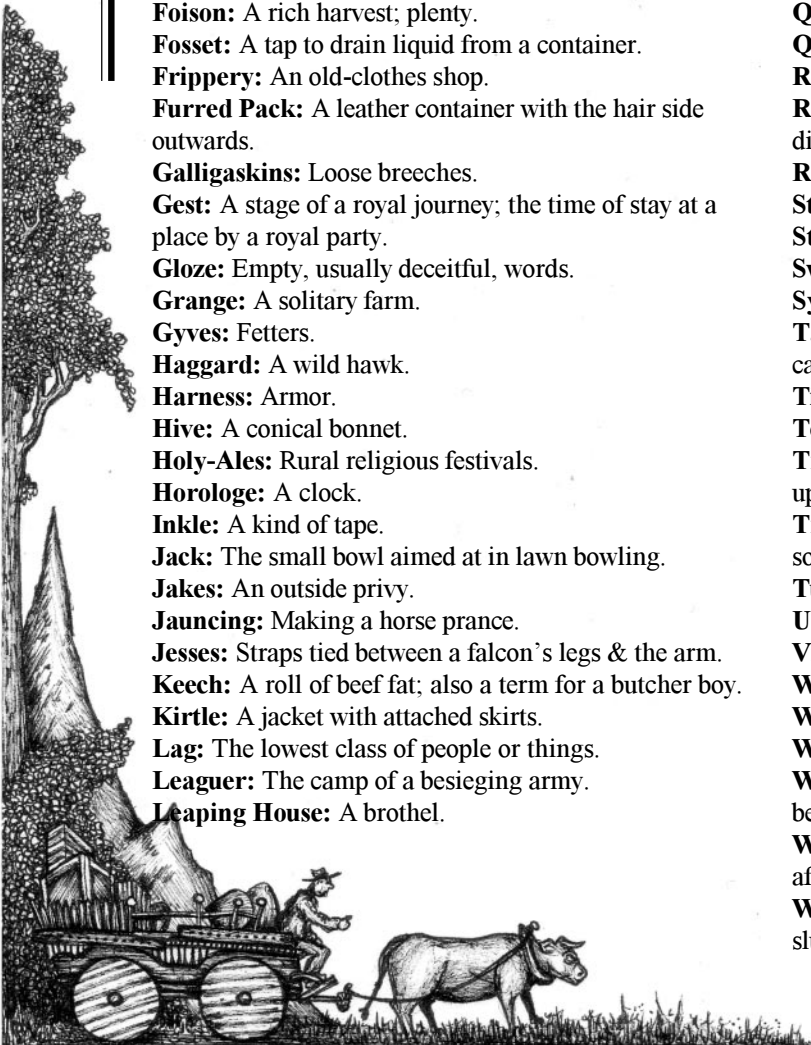 Foison: A rich harvest; plenty.
Fosset: A tap to drain liquid from a container.
Frippery: An old-clothes shop.
Furred Pack: A leather container with the hair side
outwards.
Galligaskins: Loose breeches.
Gest: A stage of a royal journey; the time of stay at a
place by a royal party.
Gloze: Empty, usually deceitful, words.
Grange: A solitary farm.
Gyves: Fetters.
Haggard: A wild hawk.
Harness: Armor.
Hive: A conical bonnet.
Holy-Ales: Rural religious festivals.
Horologe: A clock.
Inkle: A kind of tape.
Jack: The small bowl aimed at in lawn bowling.
Jakes: An outside privy.
Jauncing: Making a horse prance.
Jesses: Straps tied between a falcon’s legs & the arm.
Keech: A roll of beef fat; also a term for a butcher boy.
Kirtle: A jacket with attached skirts.
Lag: The lowest class of people or things.
Leaguer: The camp of a besieging army.
Leaping House: A brothel.